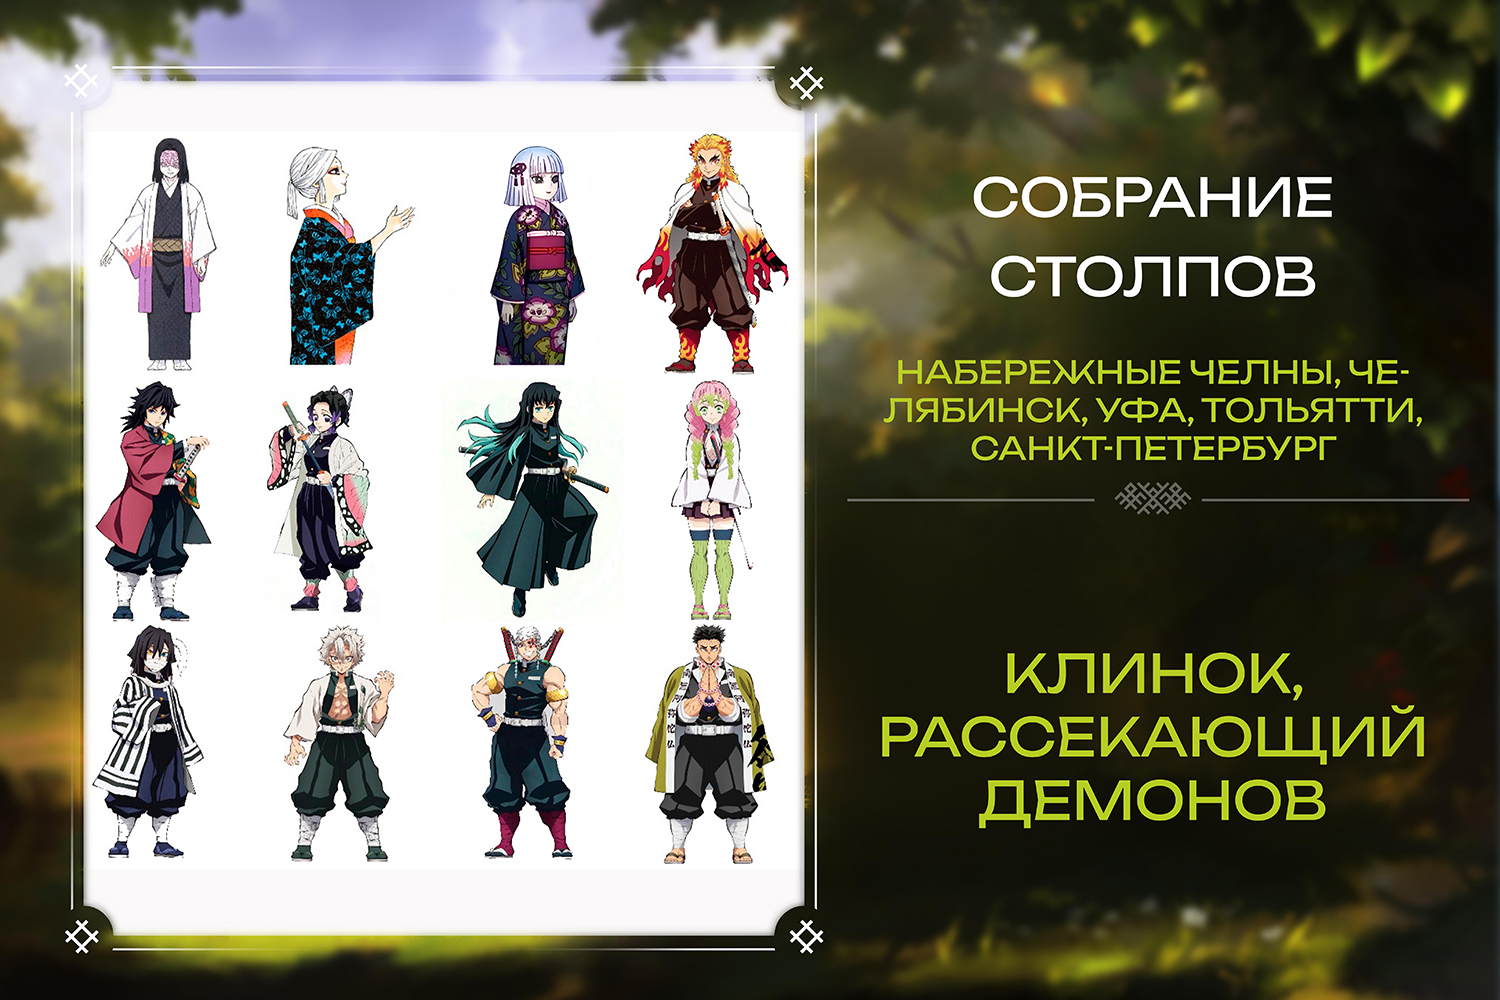 СОБРАНИЕ
СТОЛПОВ
НАБЕРЕЖНЫЕ ЧЕЛНЫ, ЧЕ-
ЛЯБИНСК, УФА, ТОЛЬЯТТИ,
САНКТ-ПЕТЕРБУРГ
КЛИНОК,
РАССЕКАЮЩИЙ
ДЕМОНОВ